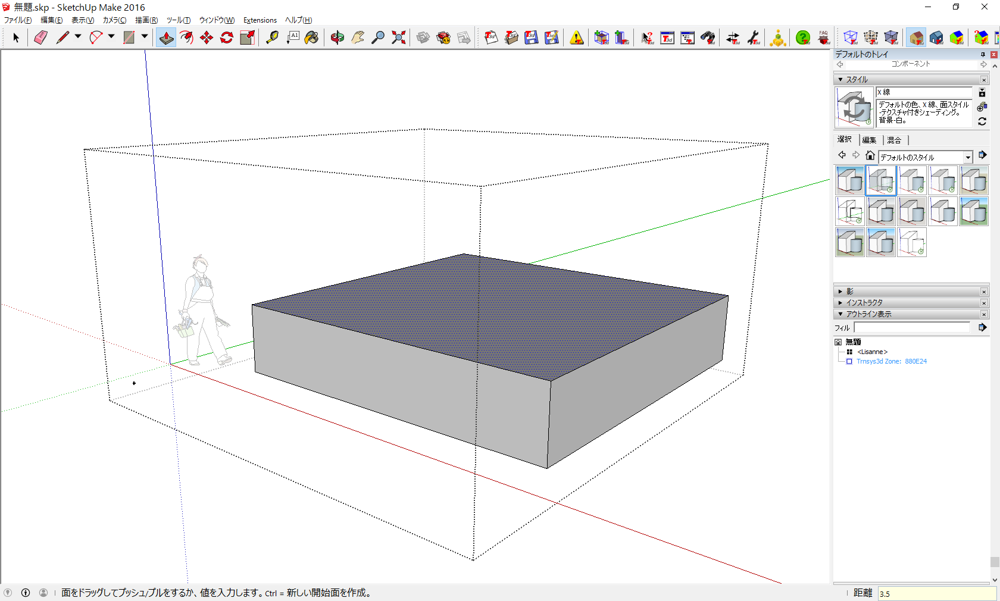 無題.skp - SketchUp Make 2016
ファイル(F) 編集(E) 表示(V) カメラ(C) 描画(R) ツール(T) ウィンドウ(W) Extensions ヘルプ(H)
デフォルトのトレイ
コンポーネント
スタイル
X 線
デフォルトの色、X 線、面スタイル
-テクスチャ付きシェーディング。
背景-白。
選択 編集 混合
デフォルトのスタイル
影
インストラクタ
アウトライン表示
フィル
無題
<Lisanne>
Trnsys3d Zone: 880E24
面をドラッグしてプッシュ/プルをするか、値を入力します。Ctrl = 新しい開始面を作成。
距離 3.5